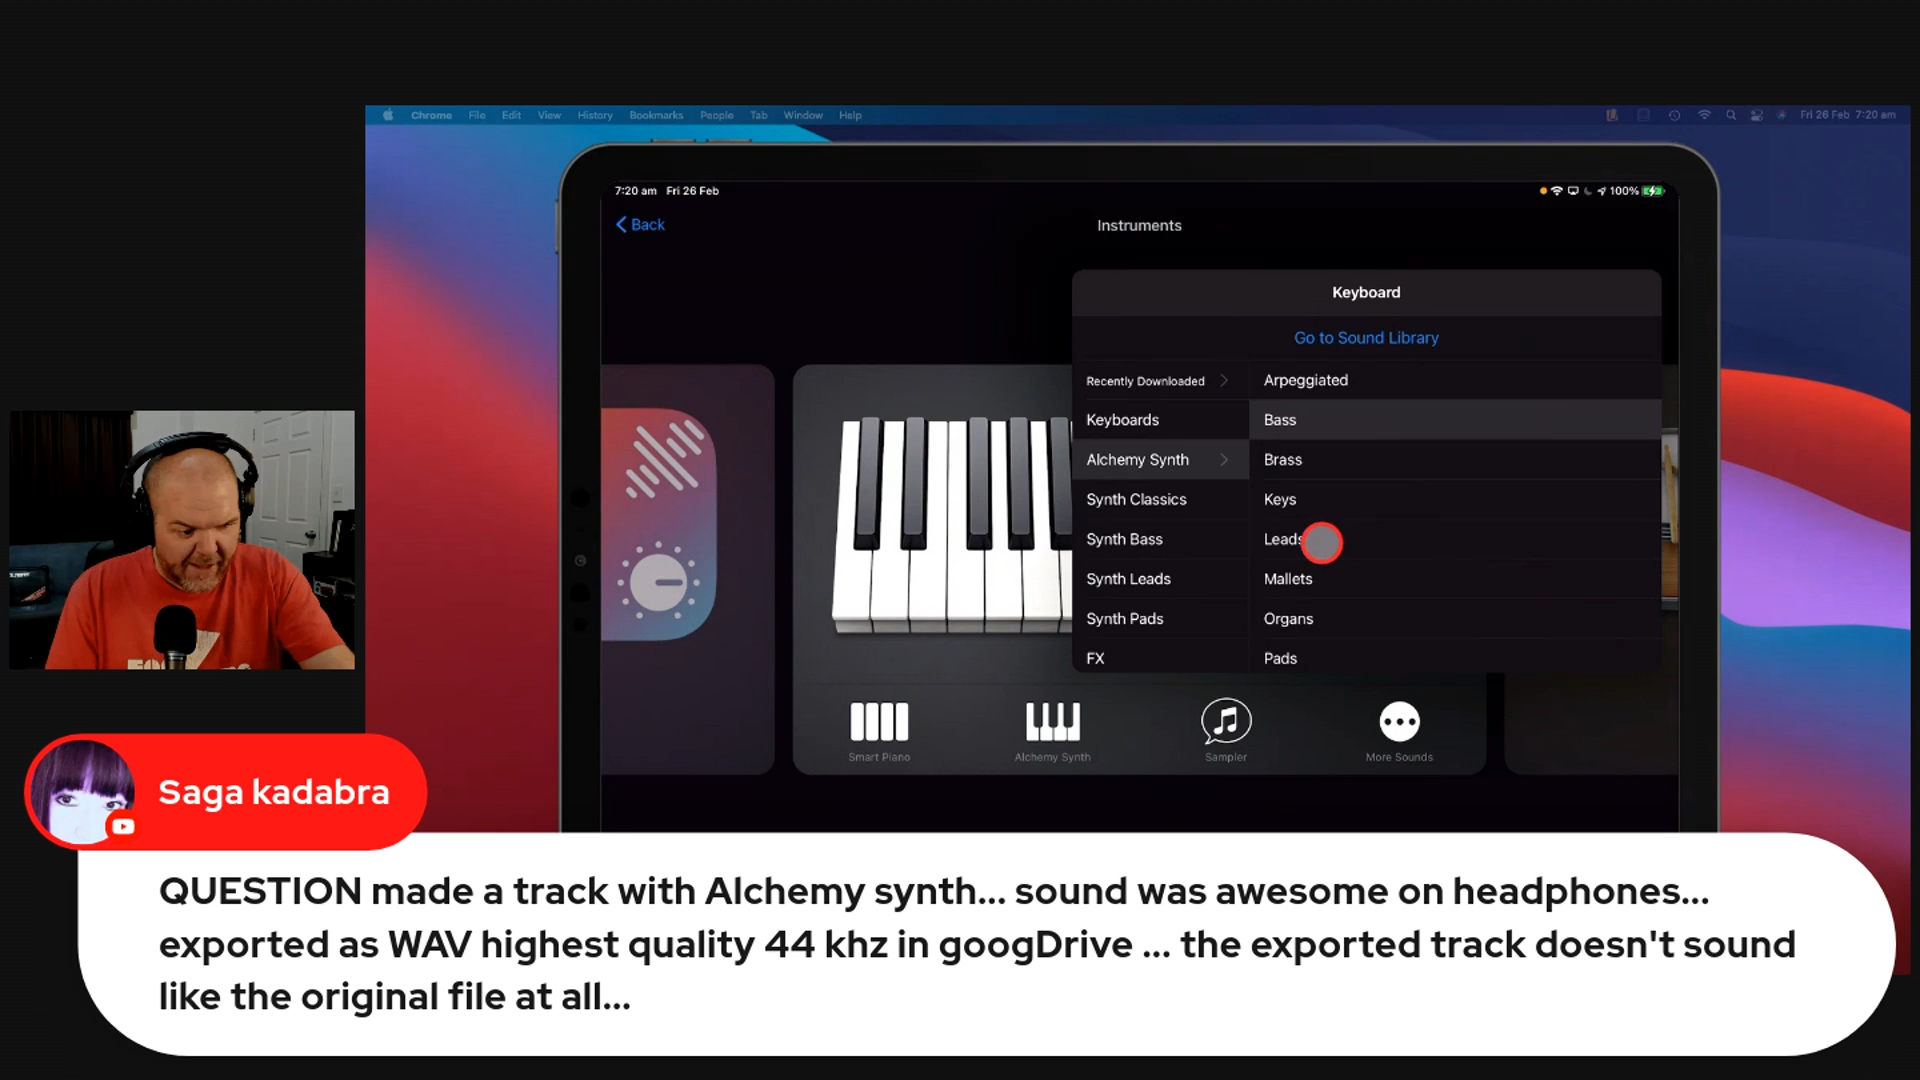 Chrome File Edit View History Bookmarks People Tab Window Help
Fri 26 Feb 7:20 am
7:20 am Fri 26 Feb
100%
Back
Instruments
Keyboard
Go to Sound Library
Recently Downloaded
Keyboards
Alchemy Synth
Synth Classics
Synth Bass
Synth Leads
Synth Pads
FX
Arpeggiated
Bass
Brass
Keys
Leads
Mallets
Organs
Pads
Smart Piano
Alchemy Synth
Sampler
More Sounds
Saga kadabra
QUESTION made a track with Alchemy synth... sound was awesome on headphones...
exported as WAV highest quality 44 khz in googDrive ... the exported track doesn't sound
like the original file at all...